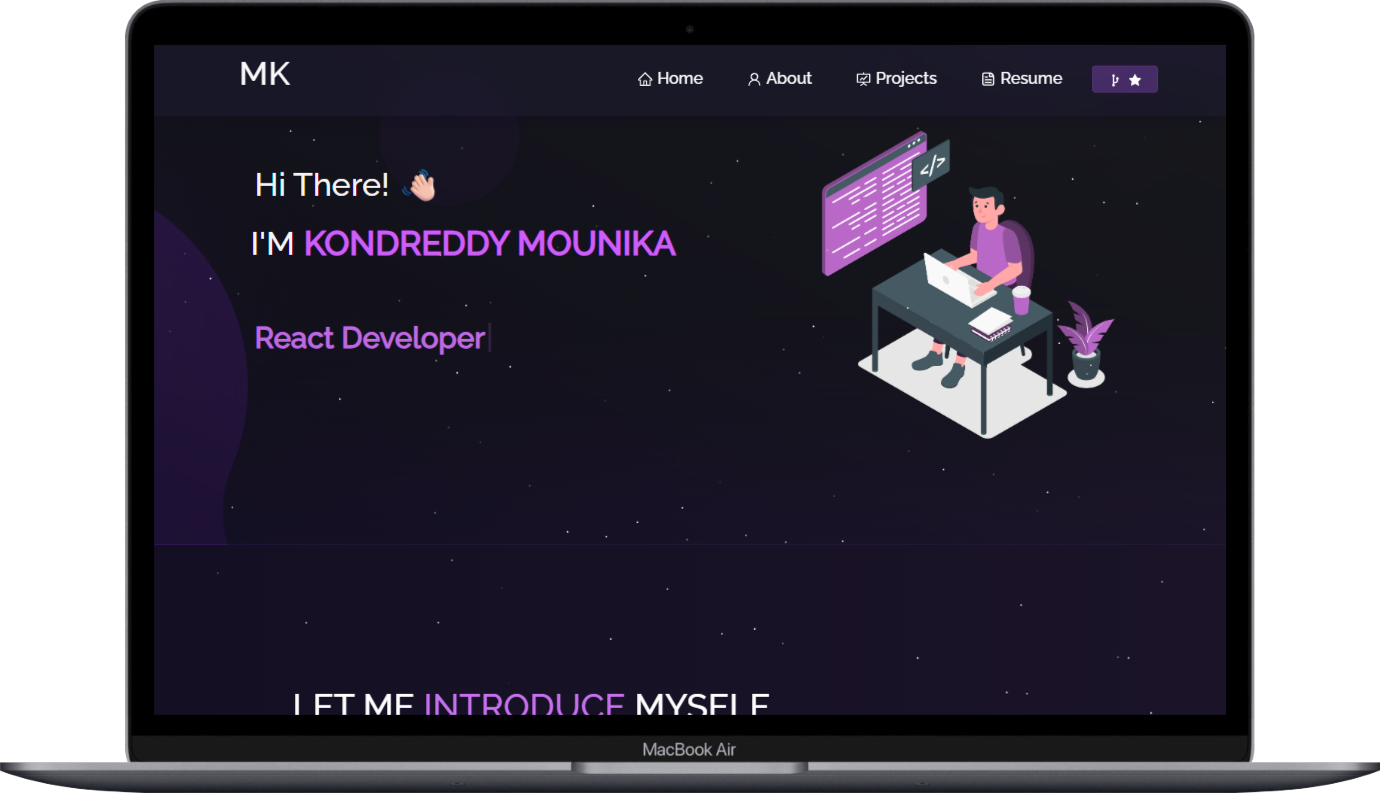 MK
Home
About
Projects
Resume
Hi There! 👋
I'M KONDREDDY MOUNIKA
</>
React Developer
LET ME INTRODUCE MYSELF
MacBook Air